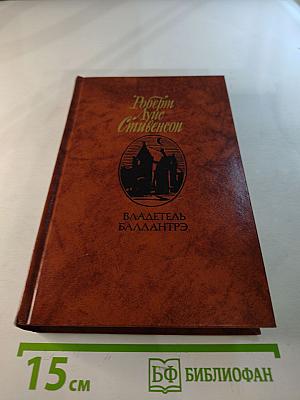 Роберт
Луис
Стивенсон
ВЛАДЕТЕЛЬ
БАЛЛАНТРЭ
15 см
БФ БИБЛИОФАН